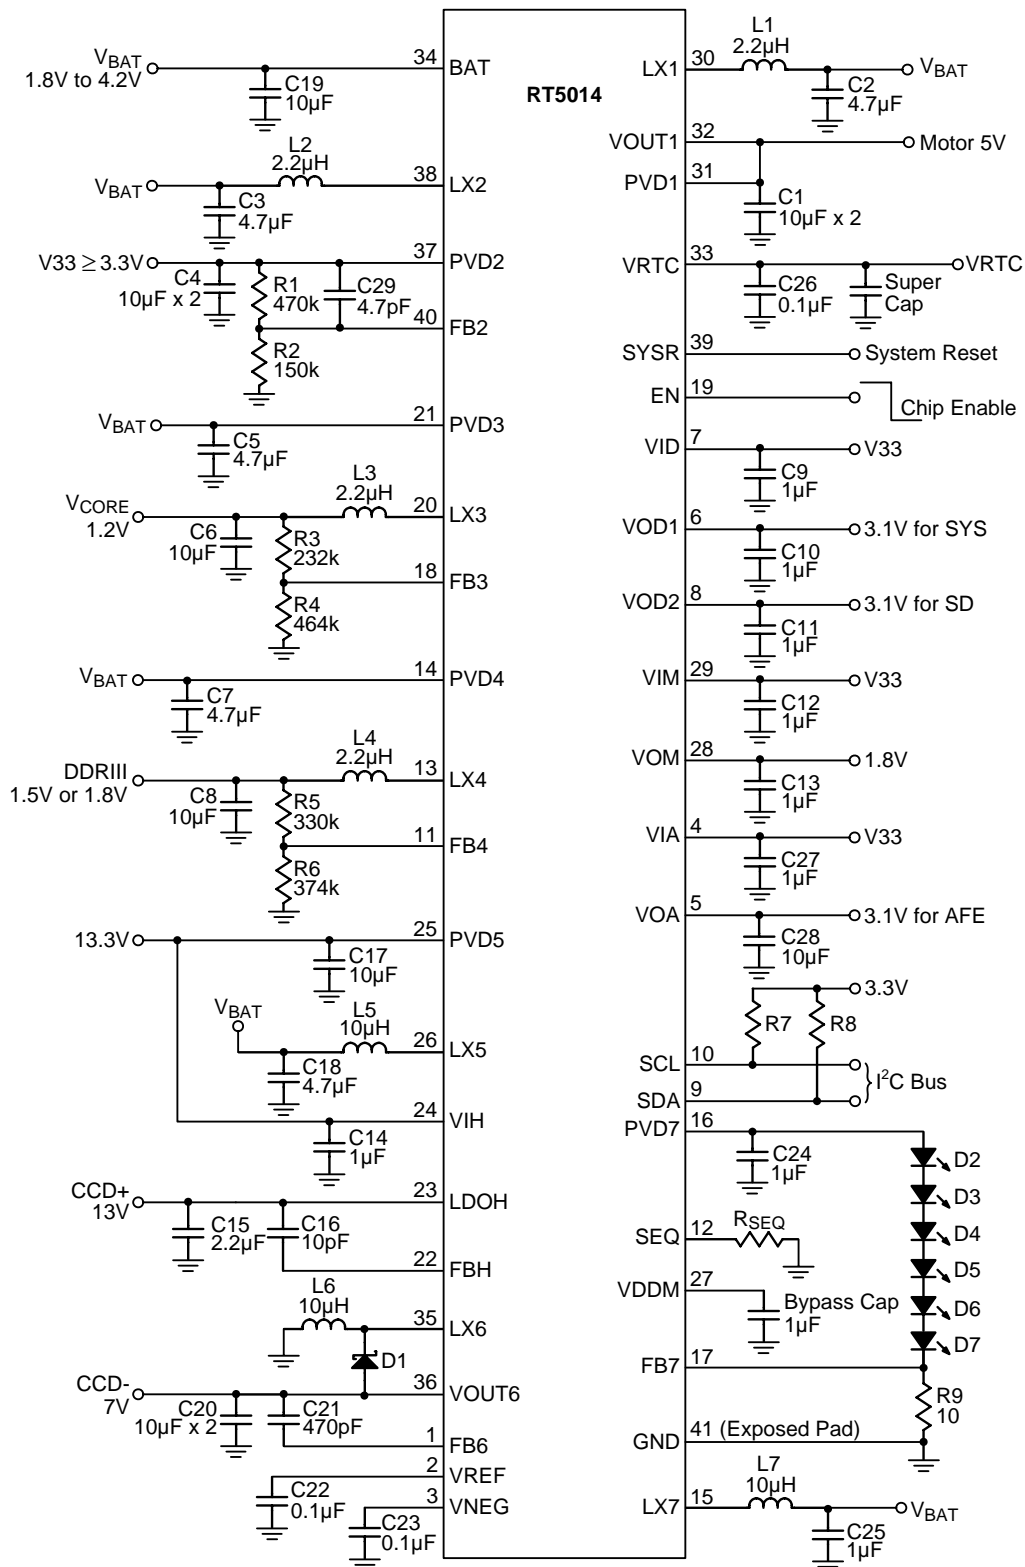 RT5014
V_BAT
1.8V to 4.2V
34
BAT
C19
10µF
L2
2.2µH
38
LX2
V_BAT
C3
4.7µF
V33 ≥ 3.3V
37
PVD2
C4
10µF x 2
R1
470k
C29
4.7pF
40
FB2
R2
150k
21
PVD3
V_BAT
C5
4.7µF
L3
2.2µH
V_CORE
1.2V
20
LX3
C6
10µF
R3
232k
18
FB3
R4
464k
14
PVD4
V_BAT
C7
4.7µF
L4
2.2µH
DDRIII
1.5V or 1.8V
13
LX4
C8
10µF
R5
330k
11
FB4
R6
374k
13.3V
25
PVD5
C17
10µF
V_BAT
L5
10µH
26
LX5
C18
4.7µF
24
VIH
C14
1µF
CCD+
13V
23
LDOH
C15
2.2µF
C16
10pF
22
FBH
L6
10µH
35
LX6
D1
CCD-
7V
36
VOUT6
C20
10µF x 2
C21
470pF
1
FB6
2
VREF
C22
0.1µF
3
VNEG
C23
0.1µF
LX1
30
L1
2.2µH
V_BAT
C2
4.7µF
VOUT1
32
Motor 5V
PVD1
31
C1
10µF x 2
VRTC
33
VRTC
C26
0.1µF
Super
Cap
SYSR
39
System Reset
EN
19
Chip Enable
VID
7
V33
C9
1µF
VOD1
6
3.1V for SYS
C10
1µF
VOD2
8
3.1V for SD
C11
1µF
VIM
29
V33
C12
1µF
VOM
28
1.8V
C13
1µF
VIA
4
V33
C27
1µF
VOA
5
3.1V for AFE
C28
10µF
3.3V
R7
R8
SCL
10
I²C Bus
SDA
9
PVD7
16
C24
1µF
D2
D3
D4
D5
D6
D7
SEQ
12
R_SEQ
VDDM
27
Bypass Cap
1µF
FB7
17
R9
10
GND
41 (Exposed Pad)
L7
10µH
LX7
15
V_BAT
C25
1µF